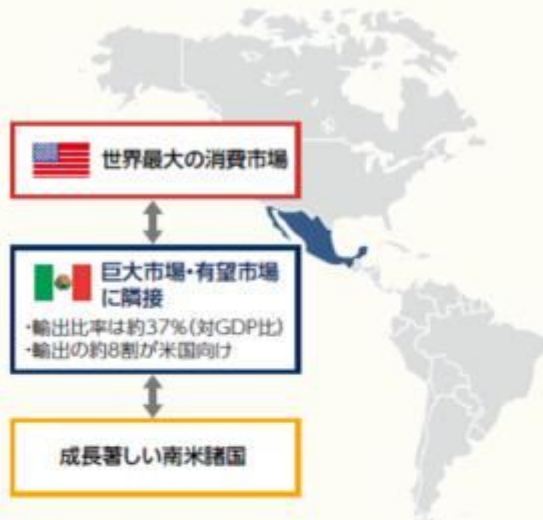 世界最大の消費市場
巨大市場・有望市場
に隣接
・輸出比率は約37%(対GDP比)
・輸出の約8割が米国向け
成長著しい南米諸国